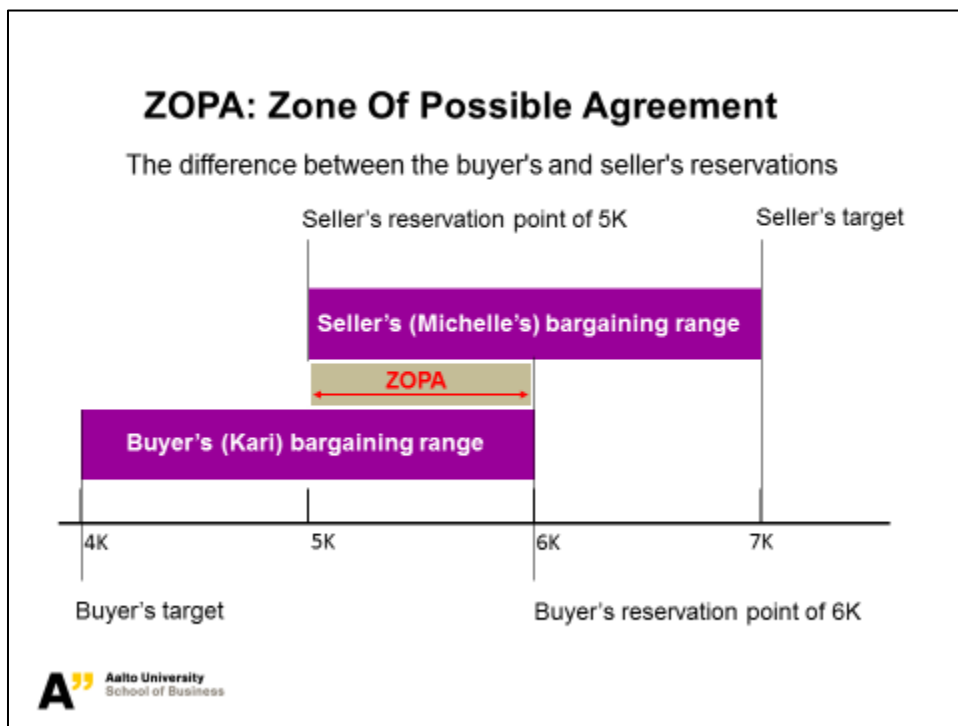 ZOPA: Zone Of Possible Agreement
The difference between the buyer's and seller's reservations
Seller's reservation point of 5K
Seller's target
Seller's (Michelle's) bargaining range
ZOPA
Buyer's (Kari) bargaining range
4K
5K
6K
7K
Buyer's target
Buyer's reservation point of 6K
A”
Aalto University
School of Business